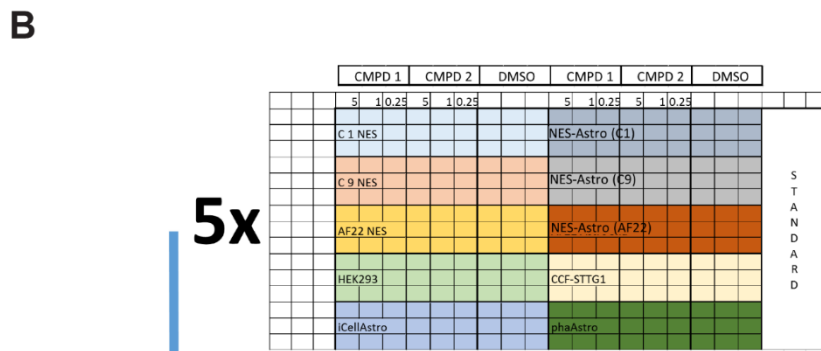 B
CMPD 1 CMPD 2 DMSO CMPD 1 CMPD 2 DMSO
5 1 0.25 5 1 0.25 5 1 0.25 5 1 0.25
C 1 NES NES-Astro (C1)
C 9 NES NES-Astro (C9)
5x
AF22 NES NES-Astro (AF22)
HEK293 CCF-STTG1
iCellAstro phaAstro
STANDARD